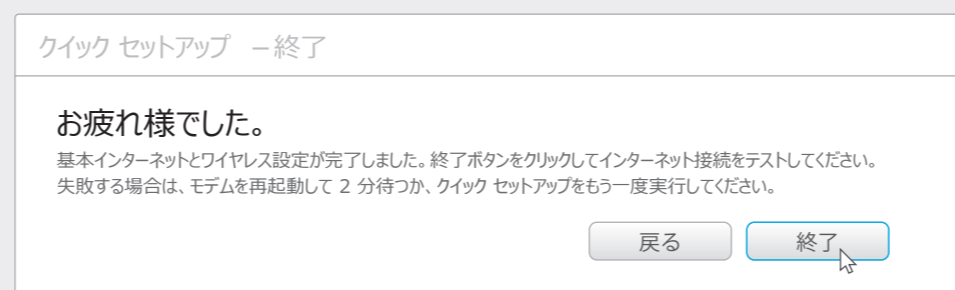 クイック セットアップ －終了
お疲れ様でした。
基本インターネットとワイヤレス設定が完了しました。終了ボタンをクリックしてインターネット接続をテストしてください。
失敗する場合は、モデムを再起動して 2 分待つか、クイック セットアップをもう一度実行してください。
戻る 終了